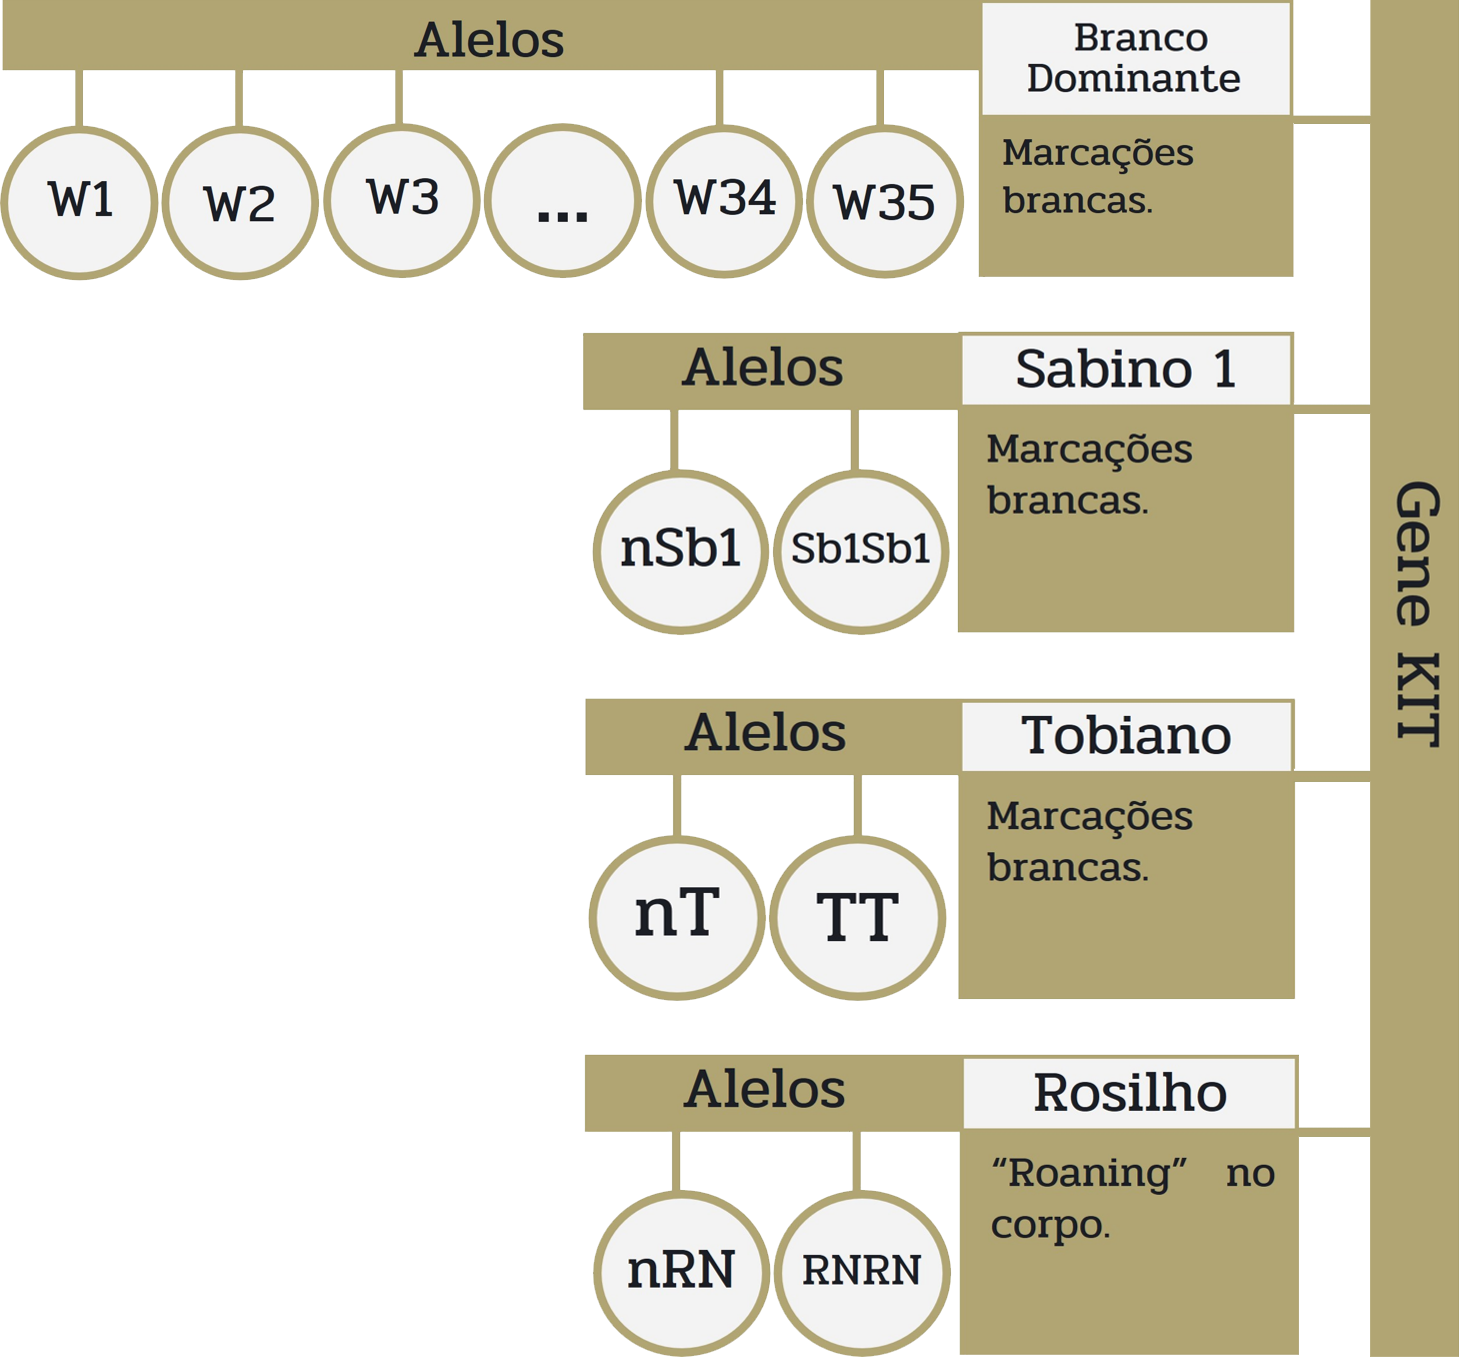 Alelos
Branco
Dominante
Marcações
brancas.
W1
W2
W3
...
W34
W35
Alelos
Sabino 1
Marcações
brancas.
nSb1
Sb1Sb1
Gene KIT
Alelos
Tobiano
Marcações
brancas.
nT
TT
Alelos
Rosilho
“Roaning” no
corpo.
nRN
RNRN